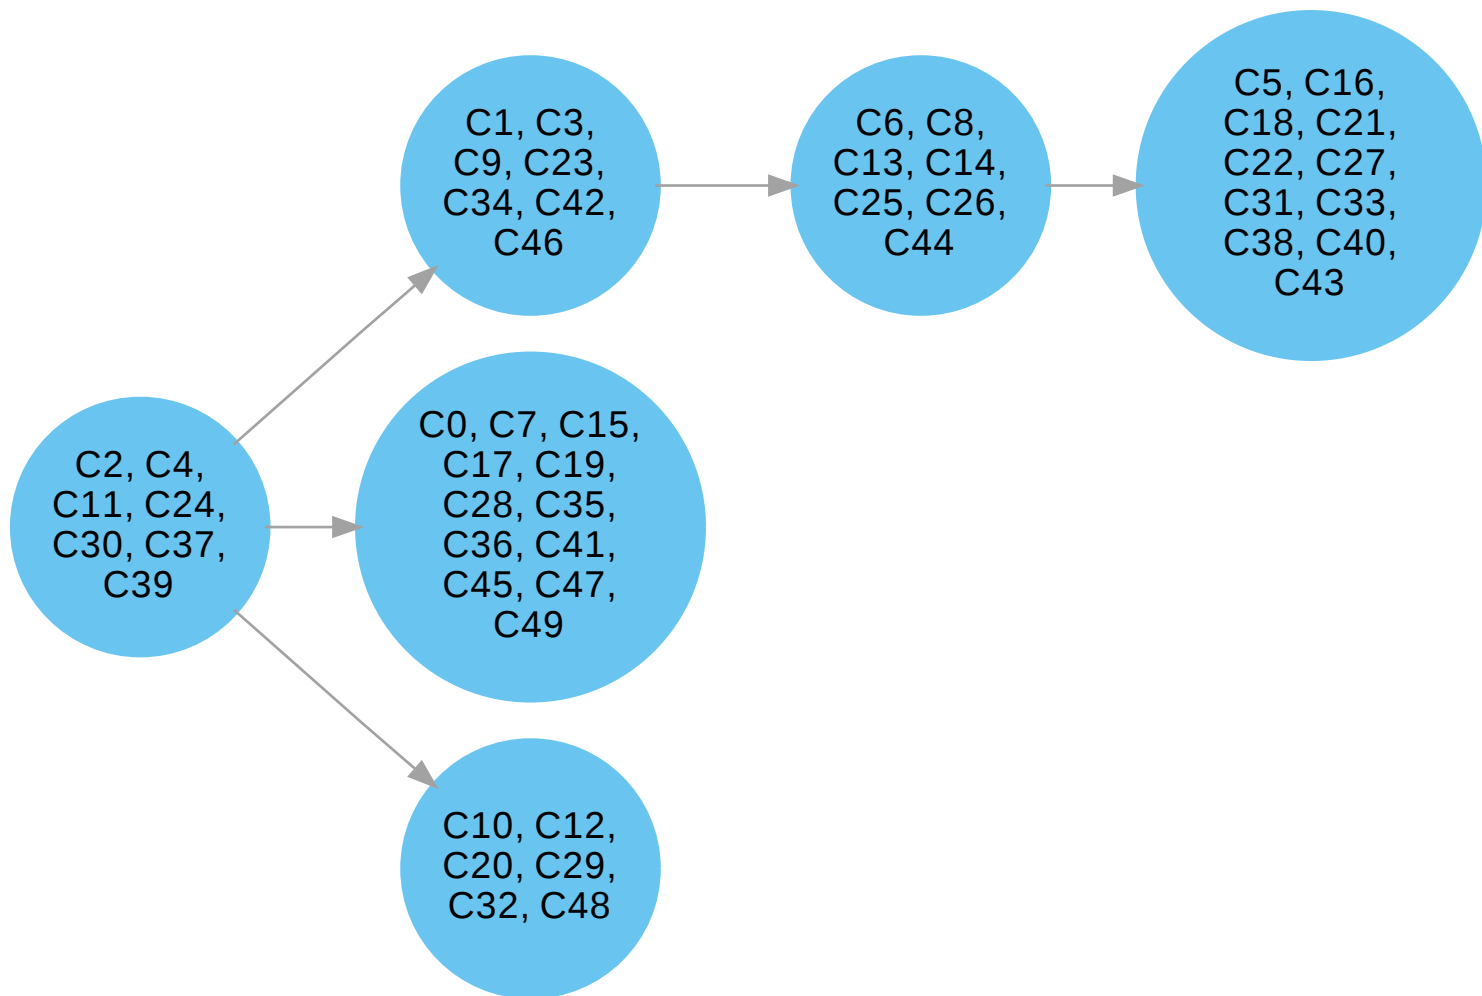 C2, C4,
C11, C24,
C30, C37,
C39
C1, C3,
C9, C23,
C34, C42,
C46
C0, C7, C15,
C17, C19,
C28, C35,
C36, C41,
C45, C47,
C49
C10, C12,
C20, C29,
C32, C48
C6, C8,
C13, C14,
C25, C26,
C44
C5, C16,
C18, C21,
C22, C27,
C31, C33,
C38, C40,
C43